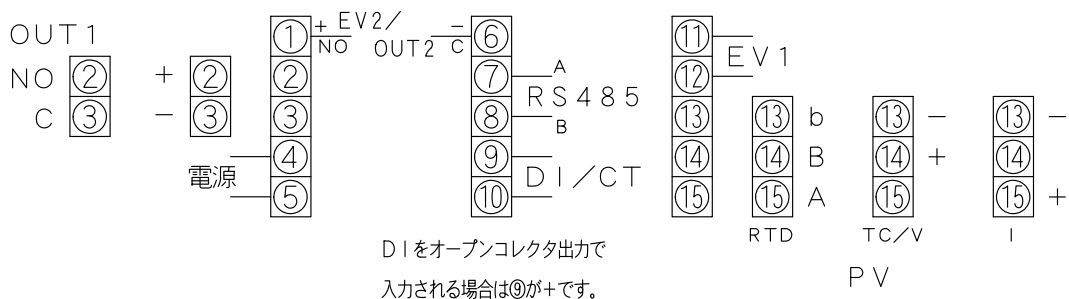 OUT1
NO ② + ②
C ③ − ③
① + EV2/
NO OUT2 − C ⑥
② ⑦ A
RS485
③ ⑧ B
電源 ④ ⑨
DI/CT
⑤ ⑩
⑪ EV1
⑫
⑬ ⑬ b ⑬ − ⑬ −
⑭ ⑭ B ⑭ + ⑭
⑮ ⑮ A ⑮ ⑮ +
RTD TC/V I
PV
DIをオープンコレクタ出力で
入力される場合は⑨が+です。